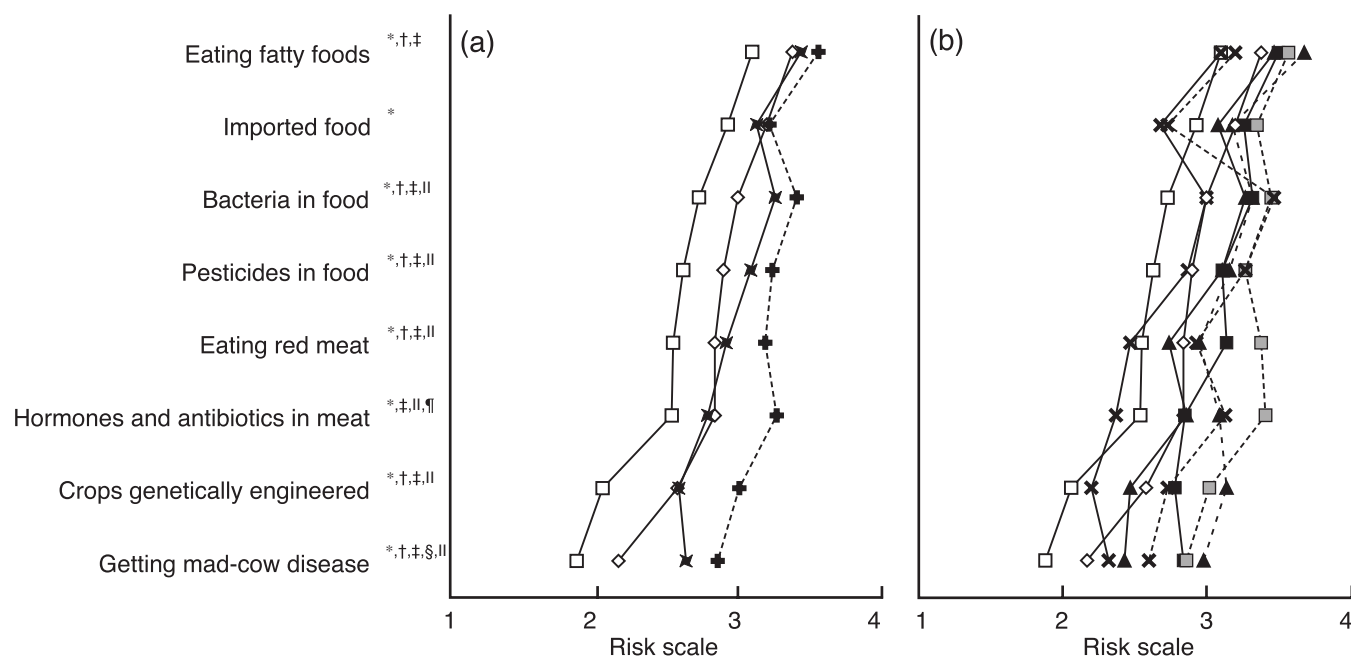 (a)
(b)
Eating fatty foods *,†,‡
Imported food *
Bacteria in food *,†,‡,II
Pesticides in food *,†,‡,II
Eating red meat *,†,‡,II
Hormones and antibiotics in meat *,‡,II,¶
Crops genetically engineered *,†,‡,II
Getting mad-cow disease *,†,‡,§,II
1 2 3 4
Risk scale
1 2 3 4
Risk scale